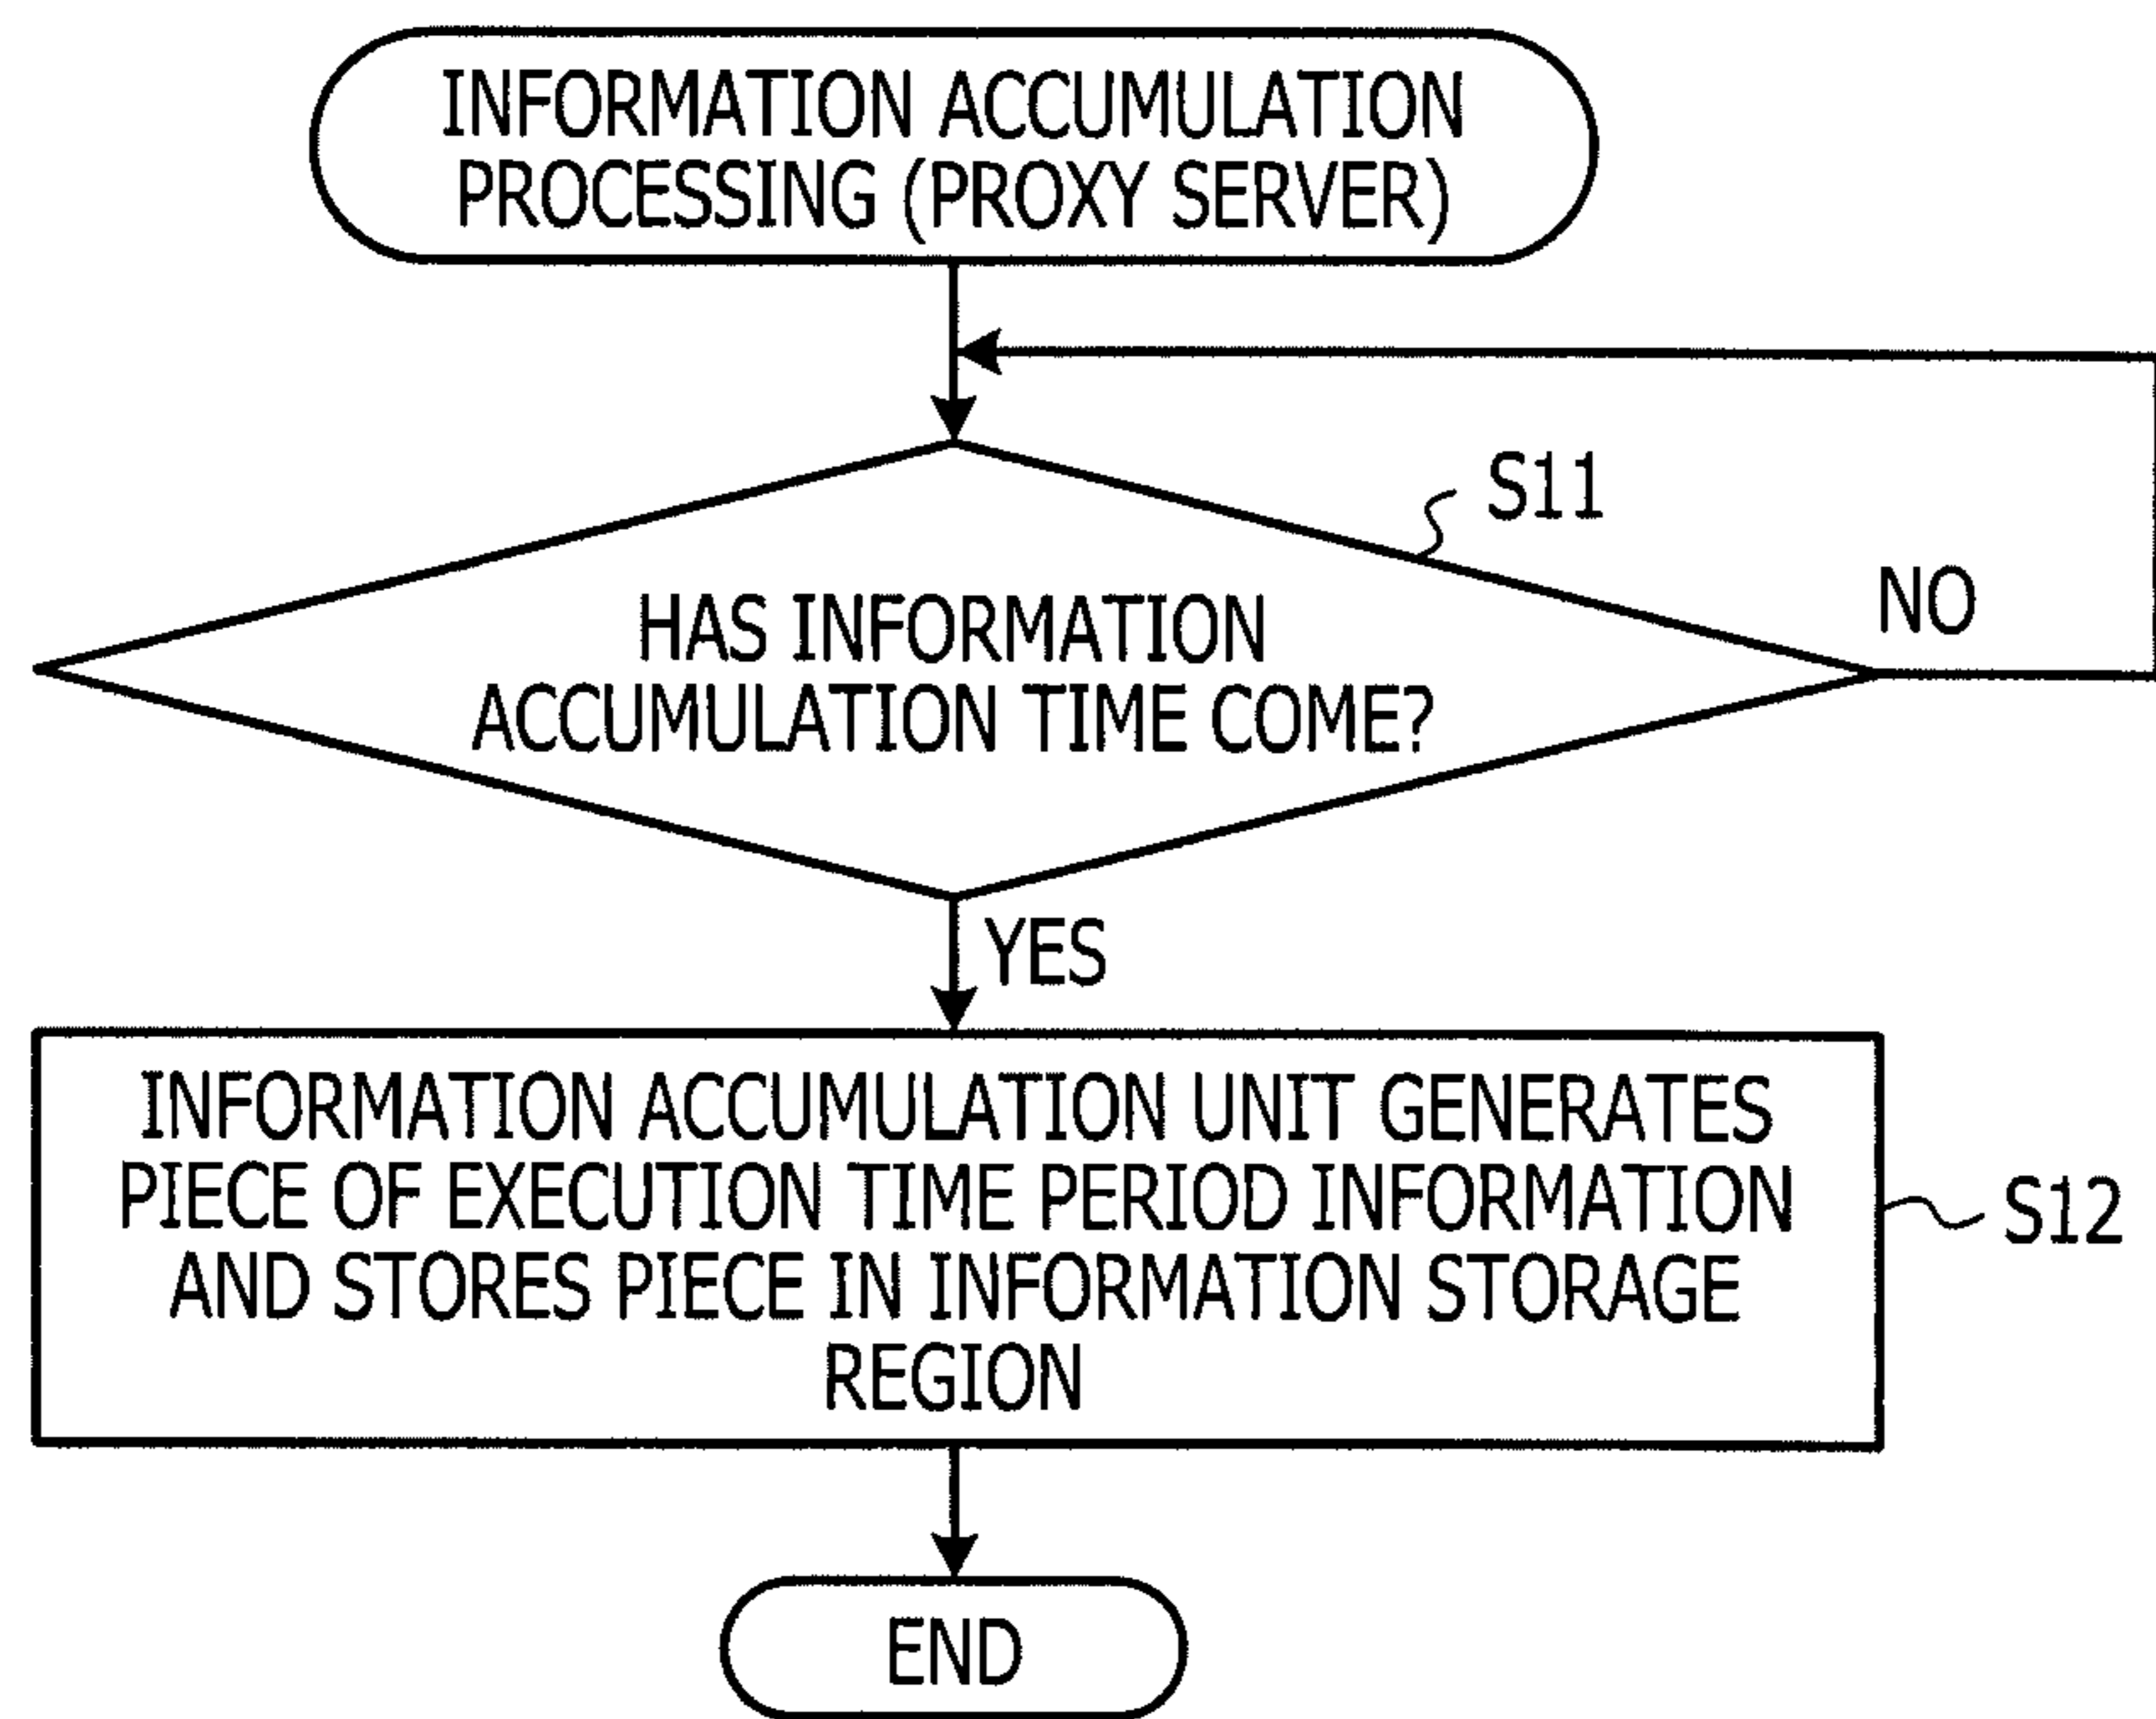 INFORMATION ACCUMULATION
PROCESSING (PROXY SERVER)
S11
NO
HAS INFORMATION
ACCUMULATION TIME COME?
YES
INFORMATION ACCUMULATION UNIT GENERATES
PIECE OF EXECUTION TIME PERIOD INFORMATION
AND STORES PIECE IN INFORMATION STORAGE
REGION
S12
END